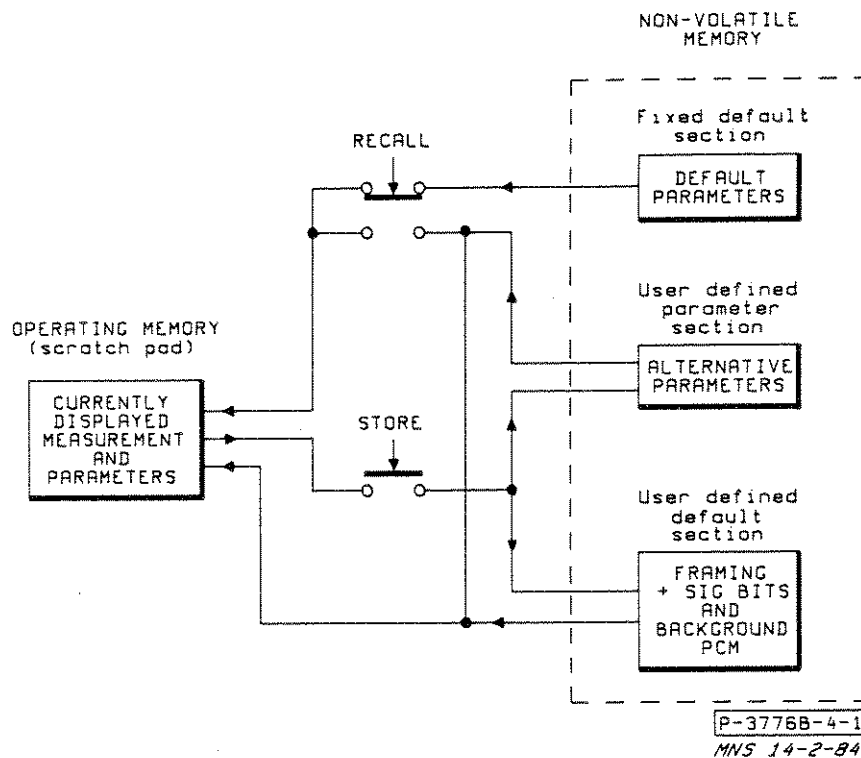 NON-VOLATILE
MEMORY
Fixed default
section
RECALL
DEFAULT
PARAMETERS
User defined
parameter
section
OPERATING MEMORY
(scratch pad)
ALTERNATIVE
PARAMETERS
CURRENTLY
DISPLAYED
MEASUREMENT
AND
PARAMETERS
STORE
User defined
default
section
FRAMING
+ SIG BITS
AND
BACKGROUND
PCM
P-3776B-4-1
MNS 14-2-84